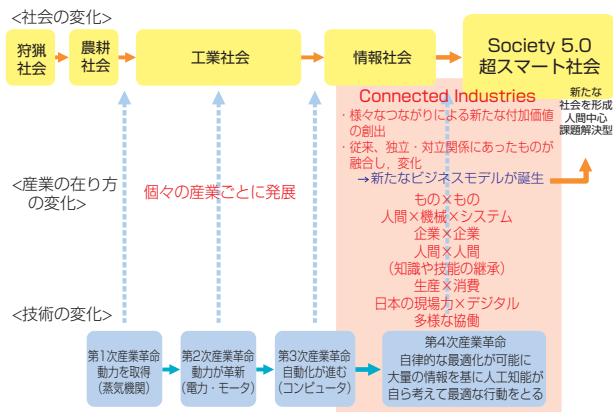 <社会の変化>
狩猟
社会
農耕
社会
工業社会
情報社会
Society 5.0
超スマート社会
新たな
社会を形成
人間中心
課題解決型
Connected Industries
・様々なつながりによる新たな付加価値
の創出
・従来、独立・対立関係にあったものが
融合し、変化
→新たなビジネスモデルが誕生
<産業の在り方
の変化>
個々の産業ごとに発展
もの×もの
人間×機械×システム
企業×企業
人間×人間
(知識や技能の継承)
生産×消費
日本の現場力×デジタル
多様な協働
<技術の変化>
第1次産業革命
動力を取得
(蒸気機関)
第2次産業革命
動力が革新
(電力・モータ)
第3次産業革命
自動化が進む
(コンピュータ)
第4次産業革命
自律的な最適化が可能に
大量の情報を基に人工知能が
自ら考えて最適な行動をとる